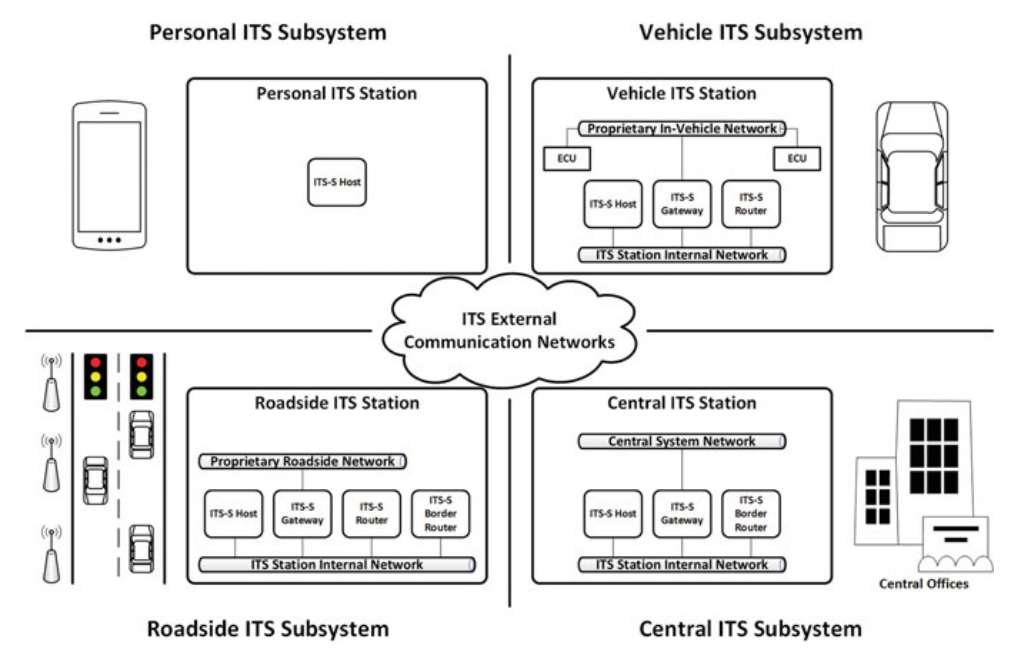 Personal ITS Subsystem
Vehicle ITS Subsystem
Personal ITS Station
ITS-S Host
Vehicle ITS Station
Proprietary In-Vehicle Network
ECU
ECU
ITS-S Host
ITS-S
Gateway
ITS-S
Router
ITS Station Internal Network
ITS External
Communication Networks
Roadside ITS Station
Proprietary Roadside Network
ITS-S Host
ITS-S
Gateway
ITS-S
Router
ITS-S
Border
Router
ITS Station Internal Network
Central ITS Station
Central System Network
ITS-S Host
ITS-S
Gateway
ITS-S
Border
Router
ITS Station Internal Network
Central Offices
Roadside ITS Subsystem
Central ITS Subsystem